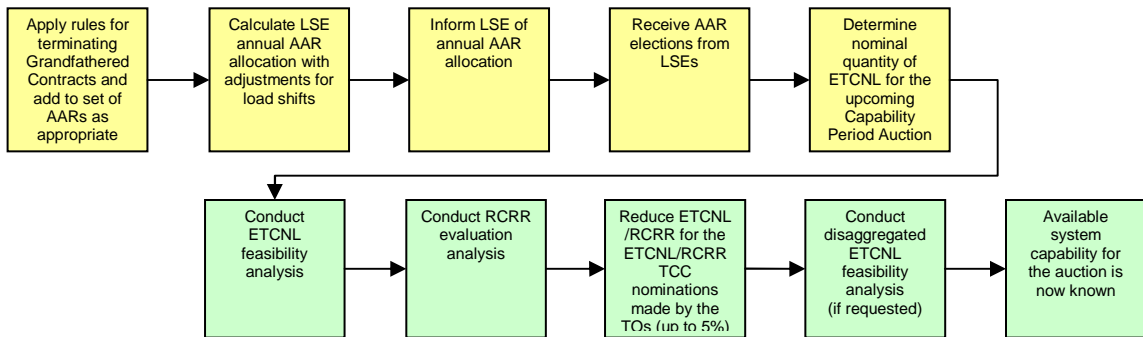 Apply rules for
terminating
Grandfathered
Contracts and
add to set of
AARs as
appropriate
Calculate LSE
annual AAR
allocation with
adjustments for
load shifts
Inform LSE of
annual AAR
allocation
Receive AAR
elections from
LSEs
Determine
nominal
quantity of
ETCNL for the
upcoming
Capability
Period Auction
Conduct
ETCNL
feasibility
analysis
Conduct RCRR
evaluation
analysis
Reduce ETCNL
/RCRR for the
ETCNL/RCRR
TCC
nominations
made by the
TOs (up to 5%)
Conduct
disaggregated
ETCNL
feasibility
analysis
(if requested)
Available
system
capability for
the auction is
now known